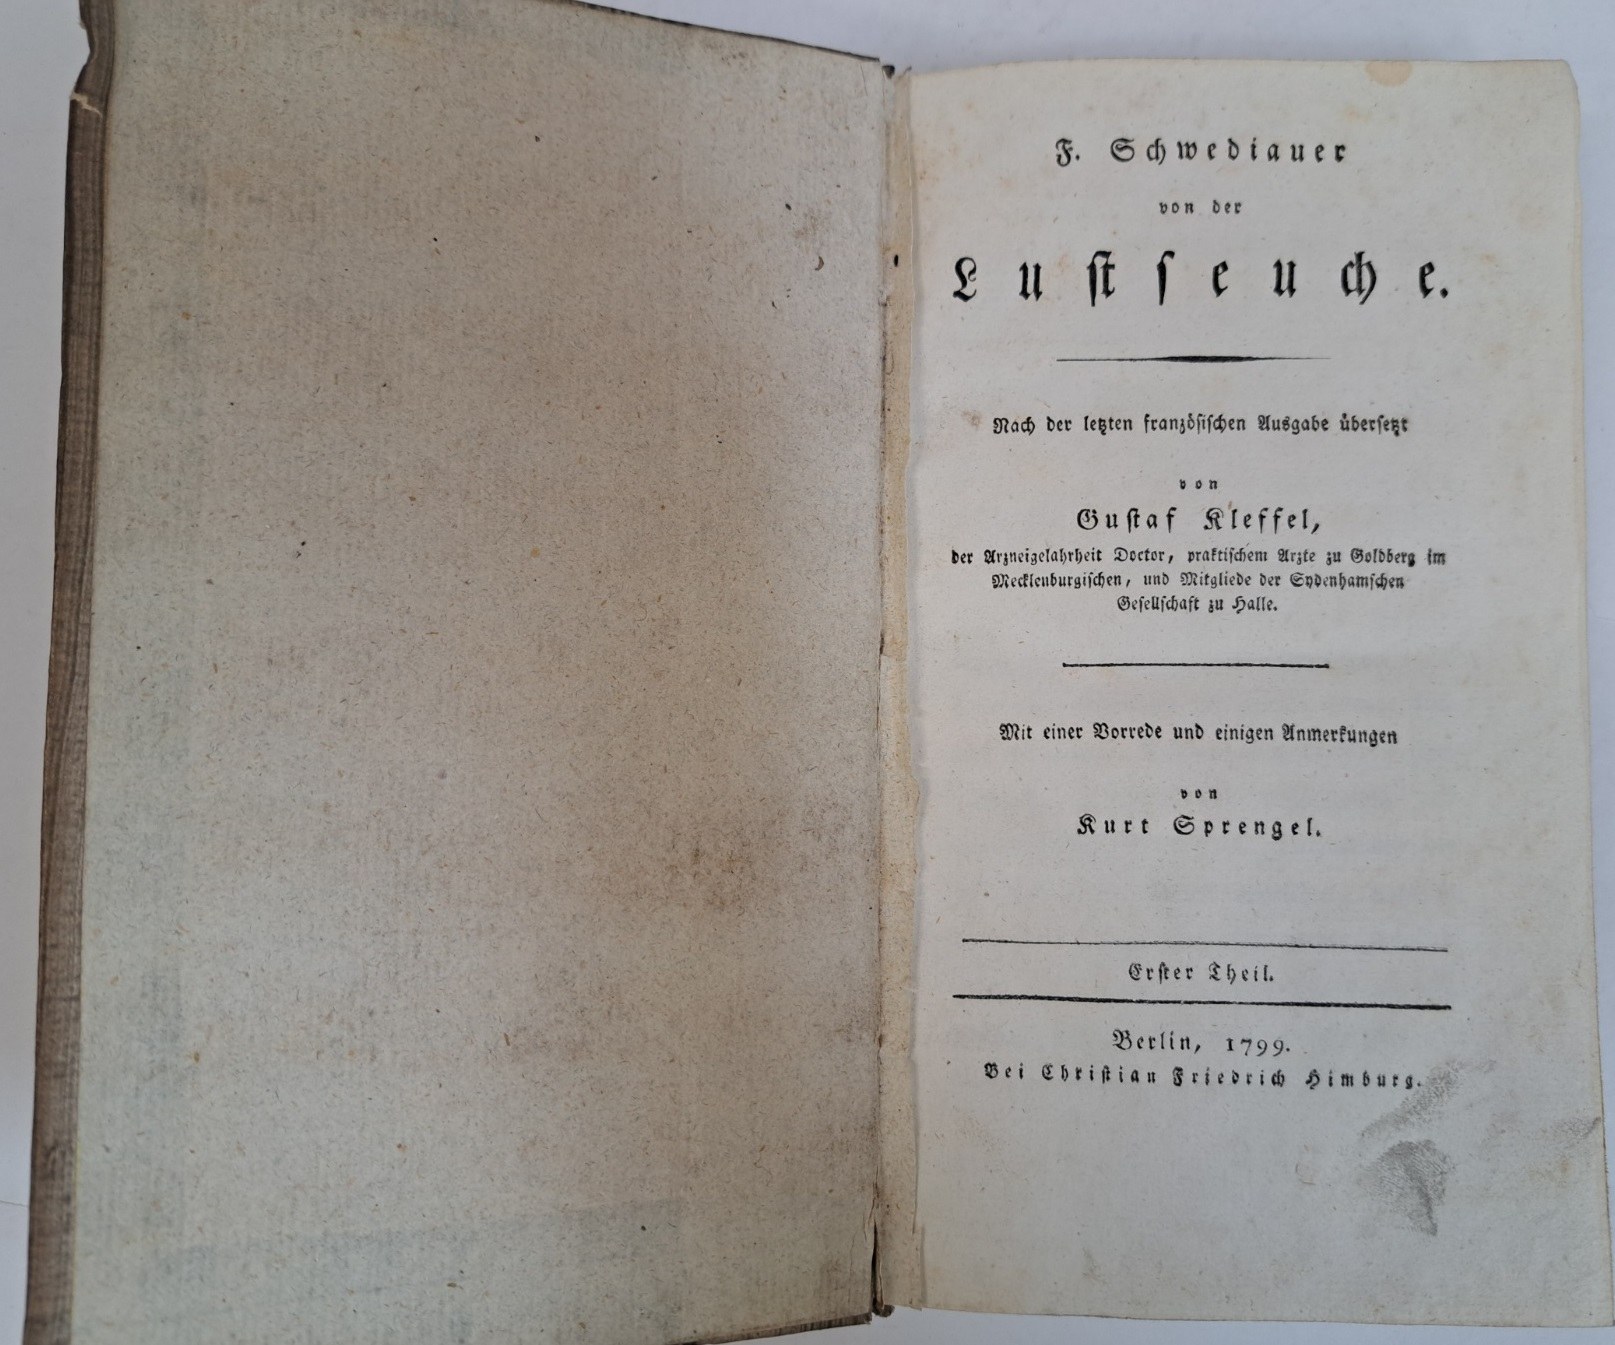 F. Schwediauer
von der
Lustseuche.
Nach der letzten französischen Ausgabe übersetzt
von
Gustaf Kleffel,
der Arzneigelahrheit Doctor, praktischem Arzte zu Goldberg im
Mecklenburgischen, und Mitgliede der Sydenhamschen
Gesellschaft zu Halle.
Mit einer Vorrede und einigen Anmerkungen
von
Kurt Sprengel.
Erster Theil.
Berlin, 1799.
Bei Christian Friedrich Himburg.